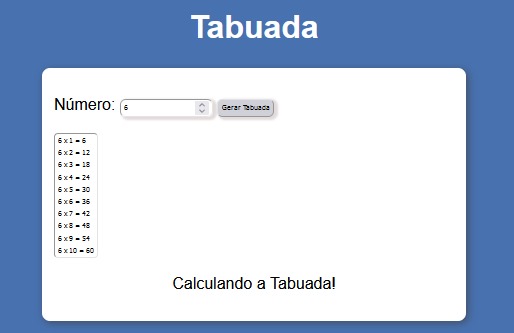 Tabuada
Número: 6 Gerar Tabuada
6 x 1 = 6
6 x 2 = 12
6 x 3 = 18
6 x 4 = 24
6 x 5 = 30
6 x 6 = 36
6 x 7 = 42
6 x 8 = 48
6 x 9 = 54
6 x 10 = 60
Calculando a Tabuada!